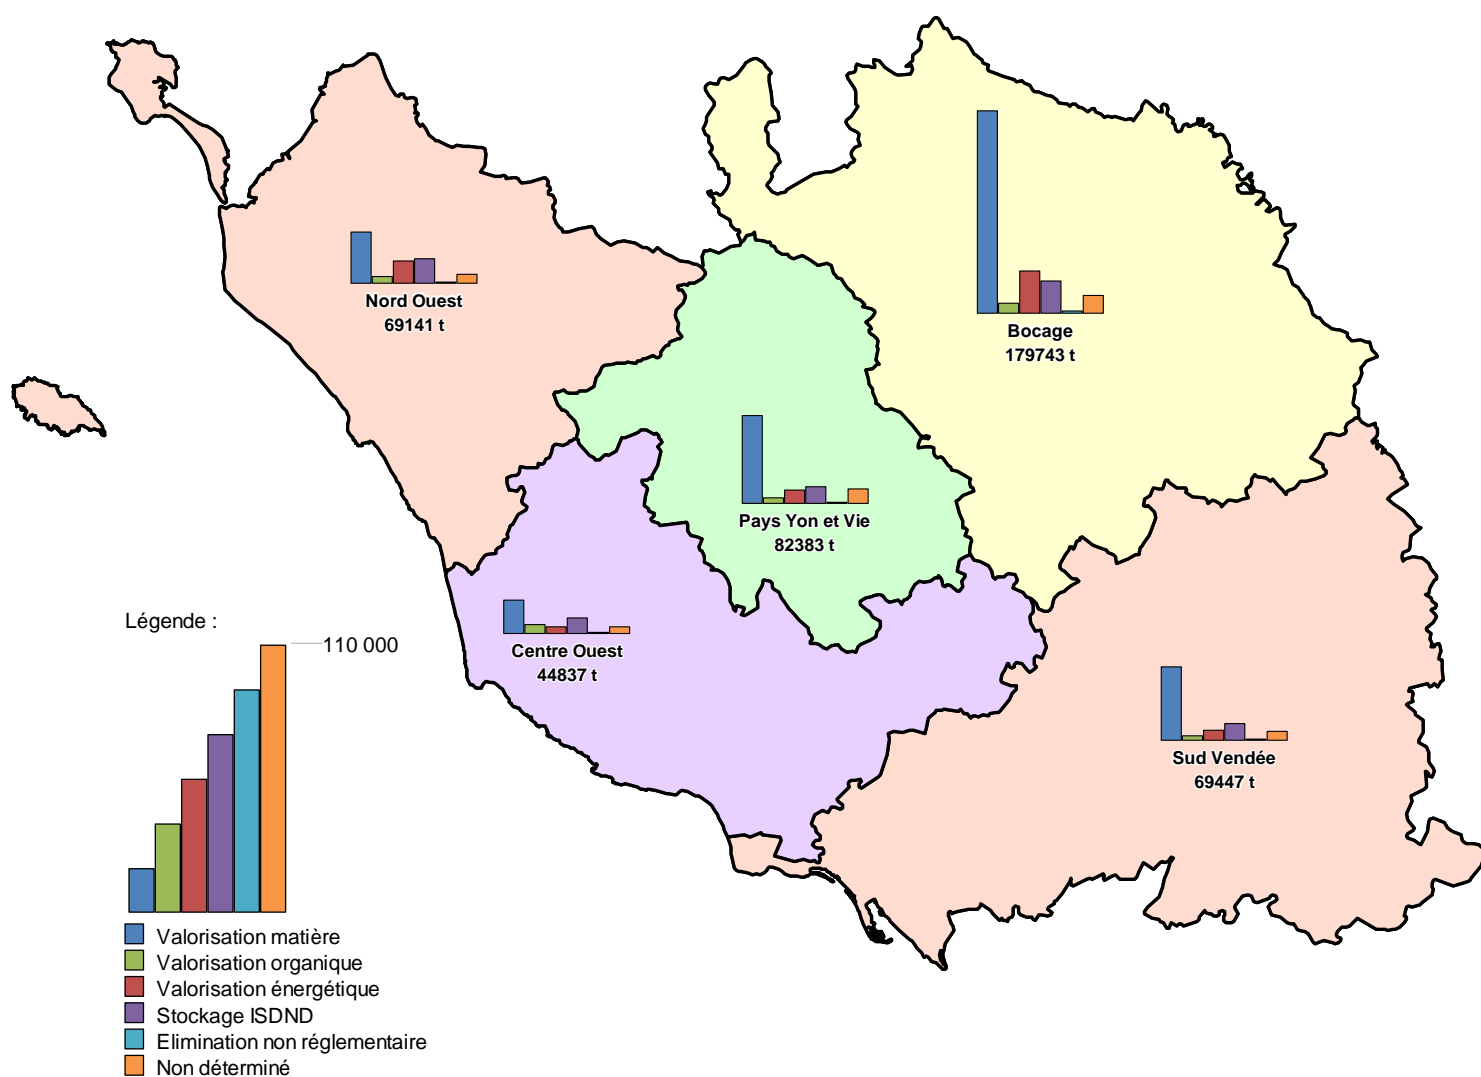 Nord Ouest
69141 t
Bocage
179743 t
Pays Yon et Vie
82383 t
Centre Ouest
44837 t
Sud Vendée
69447 t
Légende :
110 000
Valorisation matière
Valorisation organique
Valorisation énergétique
Stockage ISDND
Elimination non réglementaire
Non déterminé